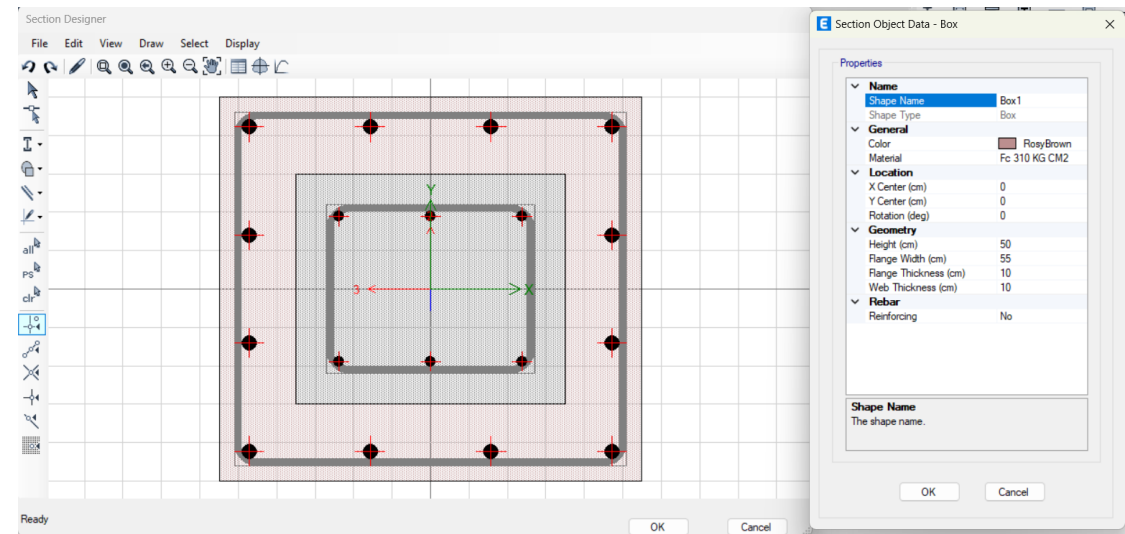 Section Designer
File Edit View Draw Select Display
all
PS
clr
Y
3
X
Ready
OK Cancel
E Section Object Data - Box
Properties
Name
Shape Name Box1
Shape Type Box
General
Color RosyBrown
Material Fc 310 KG CM2
Location
X Center (cm) 0
Y Center (cm) 0
Rotation (deg) 0
Geometry
Height (cm) 50
Flange Width (cm) 55
Flange Thickness (cm) 10
Web Thickness (cm) 10
Rebar
Reinforcing No
Shape Name
The shape name.
OK Cancel